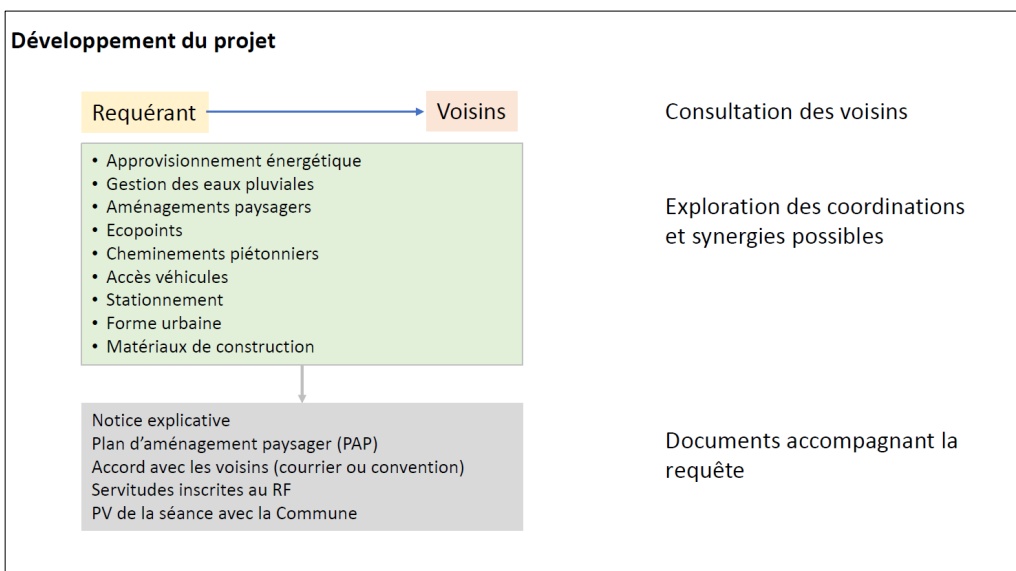 Développement du projet
Requérant
Voisins
Consultation des voisins
• Approvisionnement énergétique
• Gestion des eaux pluviales
• Aménagements paysagers
• Ecopoints
• Cheminements piétonniers
• Accès véhicules
• Stationnement
• Forme urbaine
• Matériaux de construction
Exploration des coordinations
et synergies possibles
Notice explicative
Plan d’aménagement paysager (PAP)
Accord avec les voisins (courrier ou convention)
Servitudes inscrites au RF
PV de la séance avec la Commune
Documents accompagnant la
requête